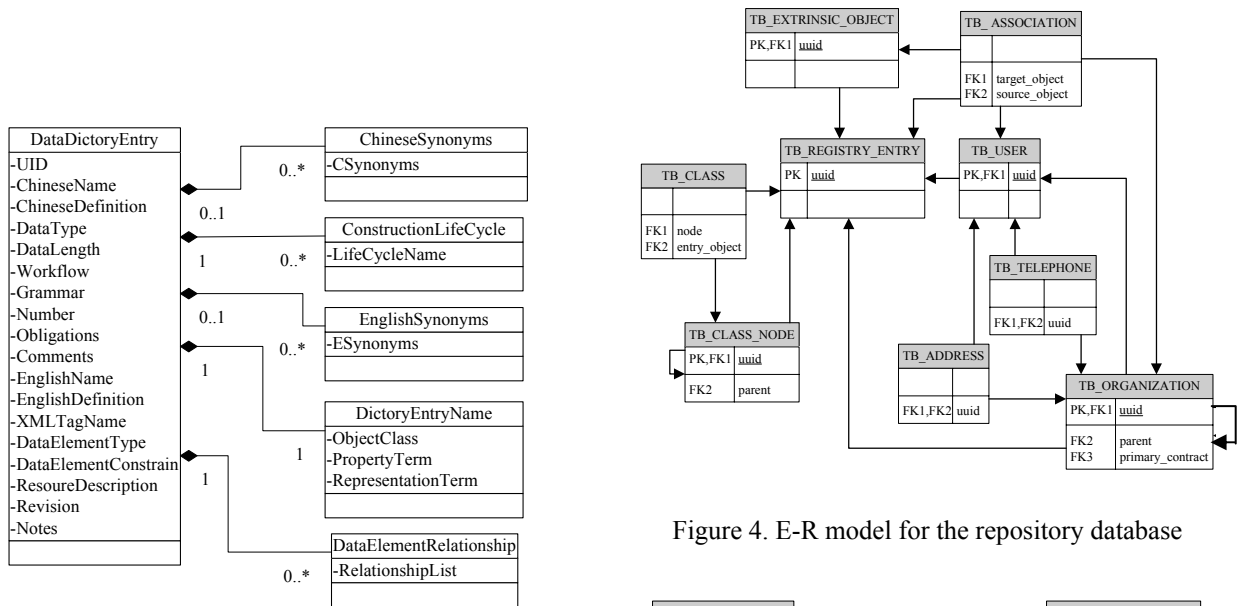 DataDictoryEntry
-UID
-ChineseName
-ChineseDefinition
-DataType
-DataLength
-Workflow
-Grammar
-Number
-Obligations
-Comments
-EnglishName
-EnglishDefinition
-XMLTagName
-DataElementType
-DataElementConstrain
-ResoureDescription
-Revision
-Notes
0..1
1
0..1
1
1
0..*
0..*
0..*
1
0..*
ChineseSynonyms
-CSynonyms
ConstructionLifeCycle
-LifeCycleName
EnglishSynonyms
-ESynonyms
DictoryEntryName
-ObjectClass
-PropertyTerm
-RepresentationTerm
DataElementRelationship
-RelationshipList
TB_EXTRINSIC_OBJECT
PK,FK1 uuid
TB_ ASSOCIATION
FK1 target_object
FK2 source_object
TB_REGISTRY_ENTRY
PK uuid
TB_USER
PK,FK1 uuid
TB_CLASS
FK1 node
FK2 entry_object
TB_TELEPHONE
FK1,FK2 uuid
TB_CLASS_NODE
PK,FK1 uuid
FK2 parent
TB_ADDRESS
FK1,FK2 uuid
TB_ORGANIZATION
PK,FK1 uuid
FK2 parent
FK3 primary_contract
Figure 4. E-R model for the repository database